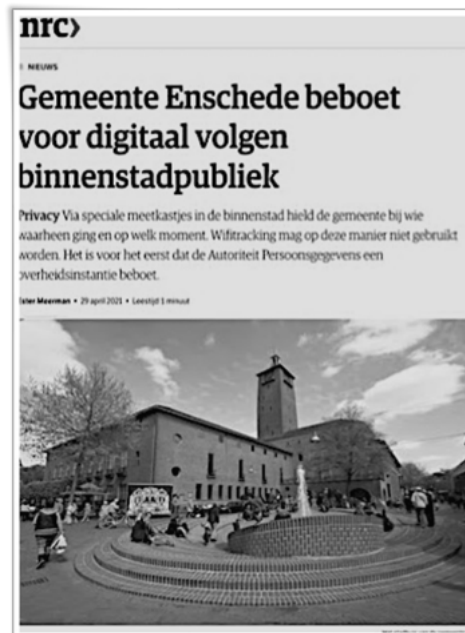 nrc>
NIEUWS
Gemeente Enschede beboet
voor digitaal volgen
binnenstadpubliek
Privacy Via speciale meetkastjes in de binnenstad hield de gemeente bij wie
waarheen ging en op welk moment. Wifitracking mag op deze manier niet gebruikt
worden. Het is voor het eerst dat de Autoriteit Persoonsgegevens een
overheidsinstantie beboet.
Ester Meerman • 29 april 2021 • Leestijd 1 minuut